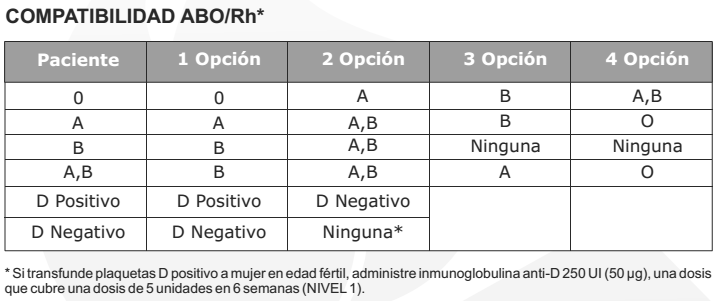 COMPATIBILIDAD ABO/Rh*
Paciente 1 Opción 2 Opción 3 Opción 4 Opción
0 0 A B A,B
A A A,B B O
B B A,B Ninguna Ninguna
A,B B A,B A O
D Positivo D Positivo D Negativo
D Negativo D Negativo Ninguna*
* Si transfunde plaquetas D positivo a mujer en edad fértil, administre inmunoglobulina anti-D 250 UI (50 µg), una dosis
que cubre una dosis de 5 unidades en 6 semanas (NIVEL 1).